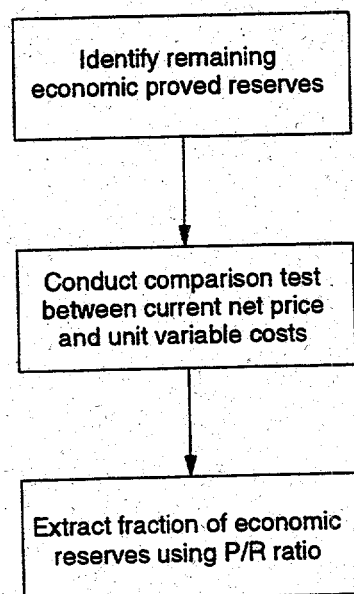 Identify remaining
economic proved reserves
Conduct comparison test
between current net price
and unit variable costs
Extract fraction of economic
reserves using P/R ratio